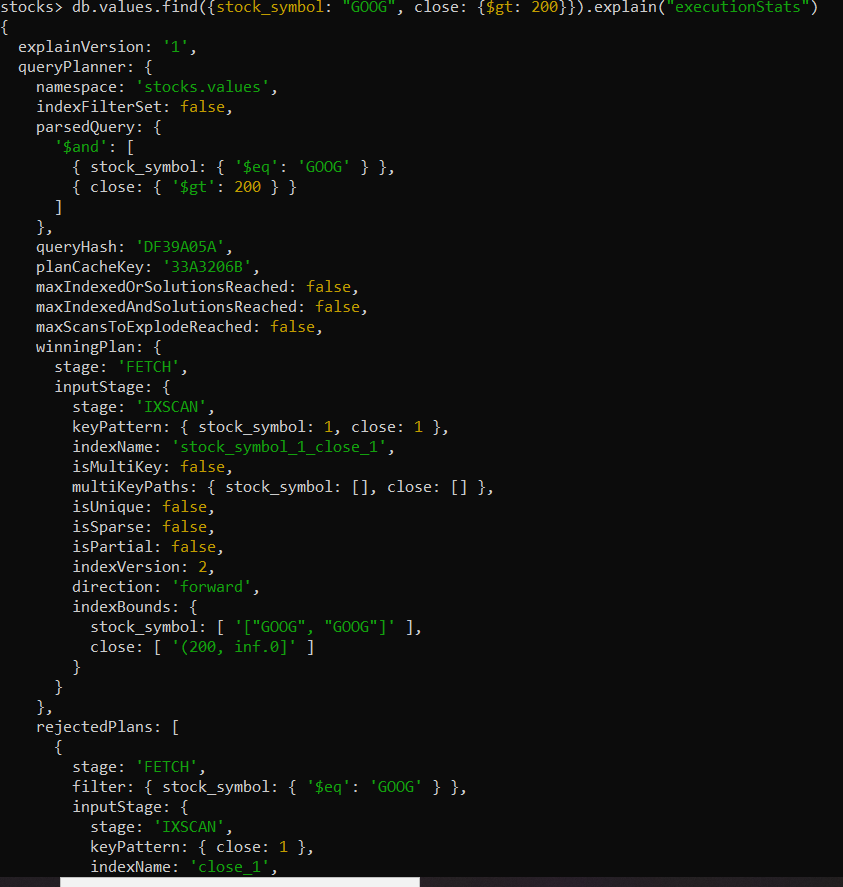 stocks> db.values.find({stock_symbol: "GOOG", close: {$gt: 200}}).explain("executionStats")
{
  explainVersion: '1',
  queryPlanner: {
    namespace: 'stocks.values',
    indexFilterSet: false,
    parsedQuery: {
      '$and': [
        { stock_symbol: { '$eq': 'GOOG' } },
        { close: { '$gt': 200 } }
      ]
    },
    queryHash: 'DF39A05A',
    planCacheKey: '33A3206B',
    maxIndexedOrSolutionsReached: false,
    maxIndexedAndSolutionsReached: false,
    maxScansToExplodeReached: false,
    winningPlan: {
      stage: 'FETCH',
      inputStage: {
        stage: 'IXSCAN',
        keyPattern: { stock_symbol: 1, close: 1 },
        indexName: 'stock_symbol_1_close_1',
        isMultiKey: false,
        multiKeyPaths: { stock_symbol: [], close: [] },
        isUnique: false,
        isSparse: false,
        isPartial: false,
        indexVersion: 2,
        direction: 'forward',
        indexBounds: {
          stock_symbol: [ '["GOOG", "GOOG"]' ],
          close: [ '(200, inf.0]' ]
        }
      }
    },
    rejectedPlans: [
      {
        stage: 'FETCH',
        filter: { stock_symbol: { '$eq': 'GOOG' } },
        inputStage: {
          stage: 'IXSCAN',
          keyPattern: { close: 1 },
          indexName: 'close_1',